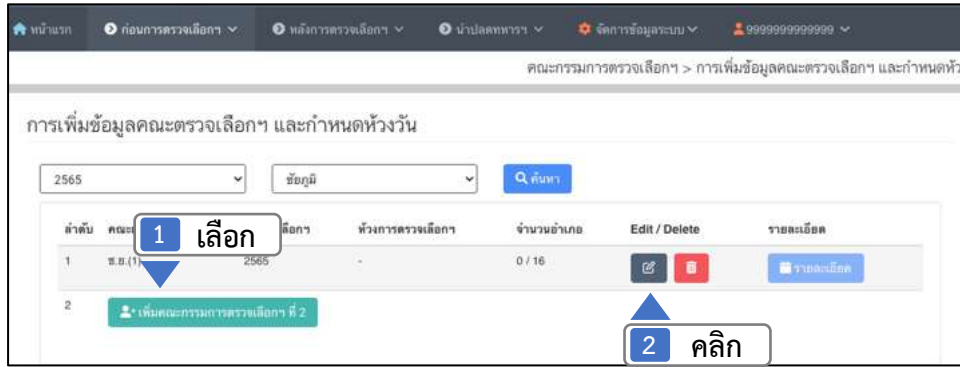 หน้าแรก ก่อนการตรวจเลือกฯ หลังการตรวจเลือกฯ นำปลดทหารฯ จัดการข้อมูลระบบ 9999999999999
คณะกรรมการตรวจเลือกฯ > การเพิ่มข้อมูลคณะตรวจเลือกฯ และกำหนดห้ว
การเพิ่มข้อมูลคณะตรวจเลือกฯ และกำหนดห้วงวัน
2565 ชัยภูมิ ค้นหา
ลำดับ ห้วงการตรวจเลือกฯ จำนวนอำเภอ Edit / Delete รายละเอียด
1 เลือก
1 ช.ย.(1) 2565 - 0 / 16 รายละเอียด
2 เพิ่มคณะกรรมการตรวจเลือกฯ ที่ 2
2 คลิก